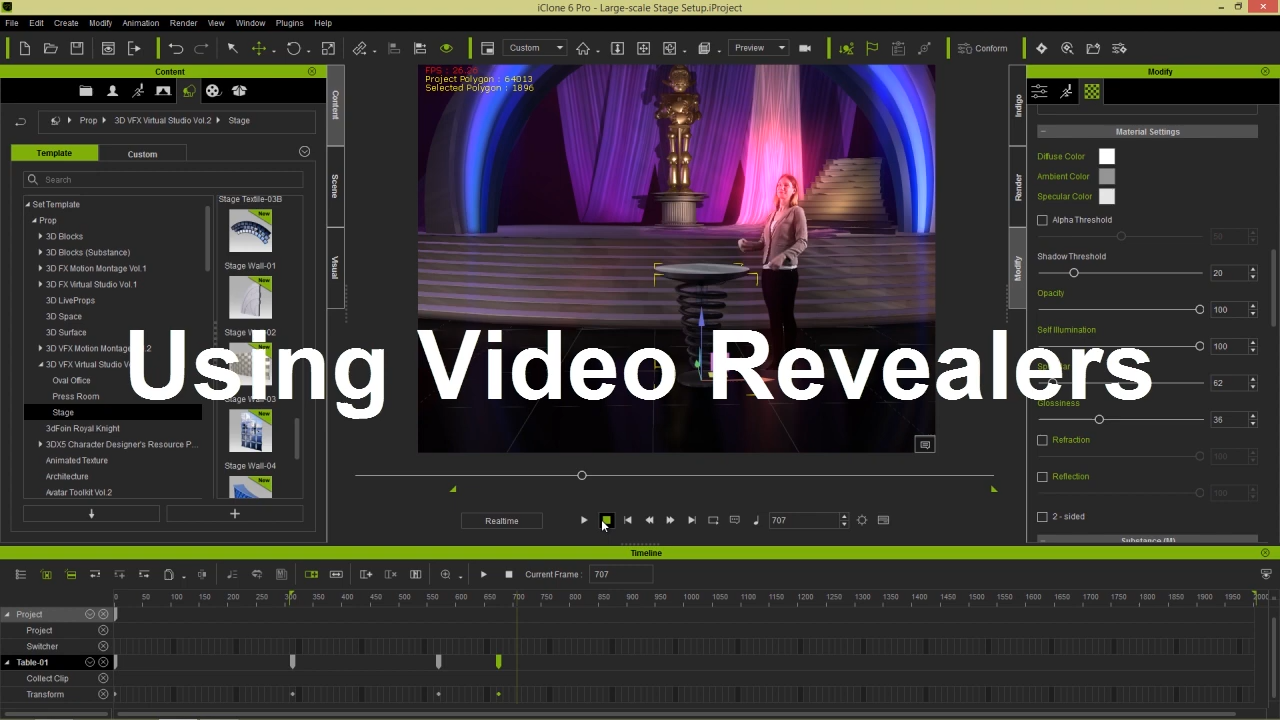 iClone 6 Pro - Large-scale Stage Setup.iProject
File Edit Create Modify Animation Render View Window Plugins Help
Custom Preview Conform
Content
Prop 3D VFX Virtual Studio Vol.2 Stage
Template Custom
Search
Set Template
Prop
3D Blocks
3D Blocks (Substance)
3D FX Motion Montage Vol.1
3D FX Virtual Studio Vol.1
3D LiveProps
3D Space
3D Surface
3D VFX Motion Montage Vol.2
3D VFX Virtual Studio
Oval Office
Press Room
Stage
3dFoin Royal Knight
3DX5 Character Designer's Resource P...
Animated Texture
Architecture
Avatar Toolkit Vol.2
Stage Textile-03B
New
Stage Wall-01
New
Stage Wall-02
Stage Wall-03
New
Stage Wall-04
New
Content
Scene
Visual
FPS : 26.26
Project Polygon : 64013
Selected Polygon : 1896
Using Video Revealers
Realtime
707
Indigo
Render
Modify
Modify
Material Settings
Diffuse Color
Ambient Color
Specular Color
Alpha Threshold
50
Shadow Threshold
20
Opacity
100
Self Illumination
100
62
Glossiness
36
Refraction
100
Reflection
100
2 - sided
Substance (M)
Timeline
Current Frame : 707
0 50 100 150 200 250 300 350 400 450 500 550 600 650 700 750 800 850 900 950 1000 1050 1100 1150 1200 1250 1300 1350 1400 1450 1500 1550 1600 1650 1700 1750 1800 1850 1900 1950 2000
Project
Project
Switcher
Table-01
Collect Clip
Transform